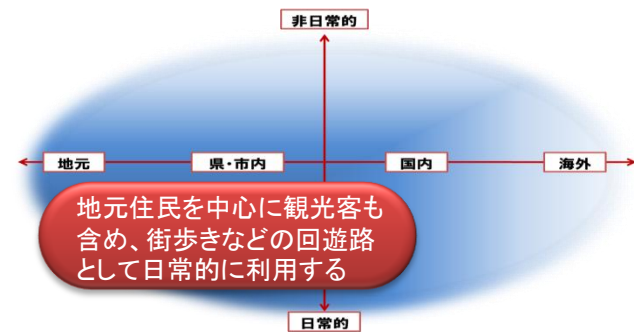 非日常的
地元
県・市内
国内
海外
地元住民を中心に観光客も
含め、街歩きなどの回遊路
として日常的に利用する
日常的